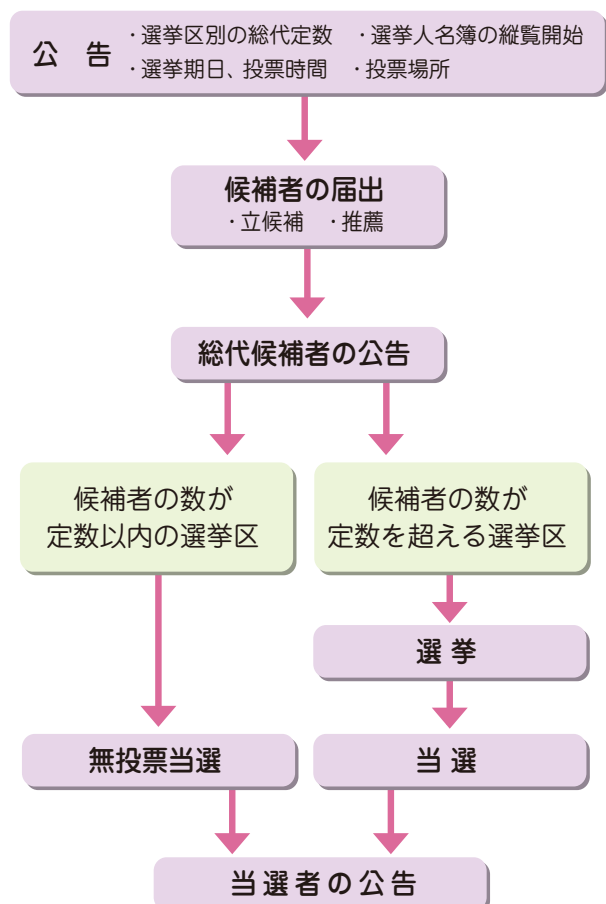 公 告
・選挙区別の総代定数 ・選挙人名簿の縦覧開始
・選挙期日、投票時間 ・投票場所
候補者の届出
・立候補 ・推薦
総代候補者の公告
候補者の数が
定数以内の選挙区
候補者の数が
定数を超える選挙区
選 挙
無投票当選
当 選
当選者の公告